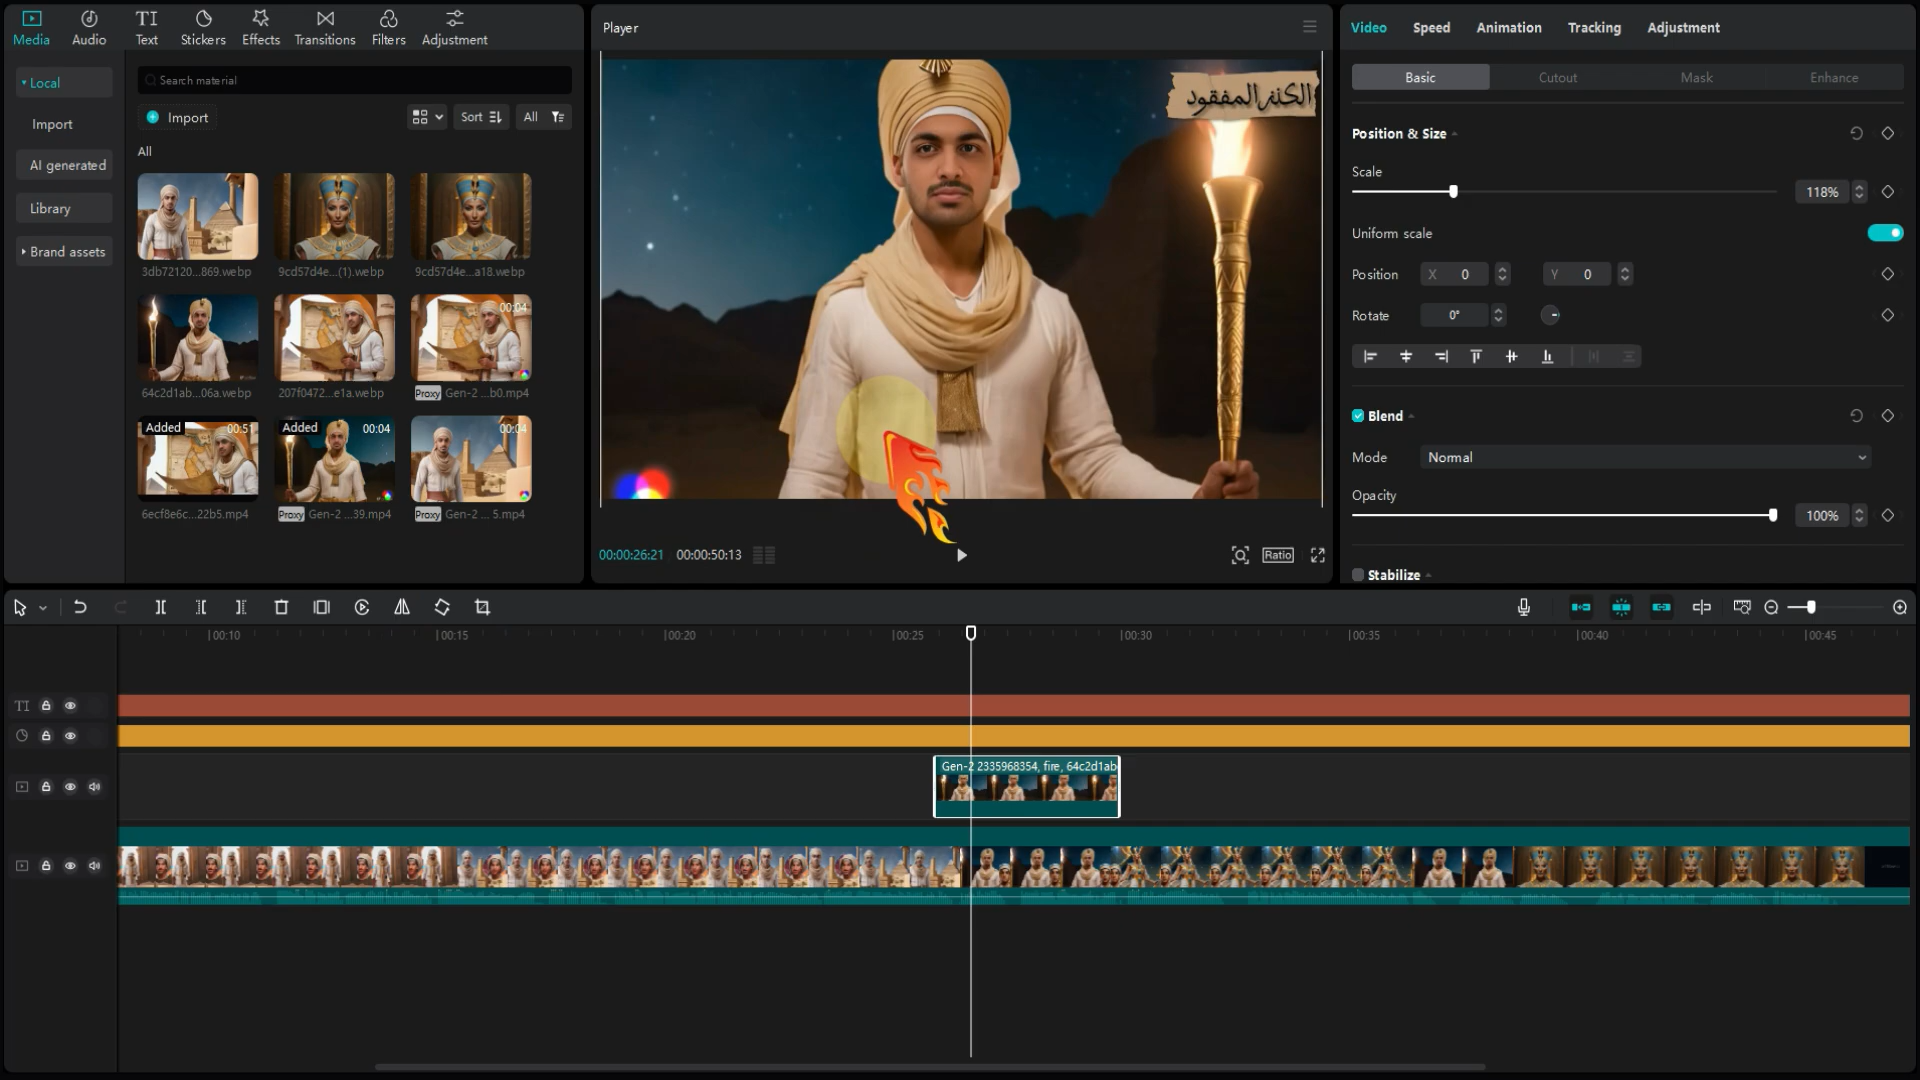 Media
Audio
TI
Text
Stickers
Effects
Transitions
Filters
Adjustment
Local
Import
AI generated
Library
Brand assets
Search material
Import
Sort
All
All
3db72120...869.webp
9cd57d4e...(1).webp
9cd57d4e...a18.webp
64c2d1ab...06a.webp
207f0472...e1a.webp
00:04
Proxy Gen-2 ...b0.mp4
Added 00:51
6ecf8e6c...22b5.mp4
Added 00:04
Proxy Gen-2 ...39.mp4
00:04
Proxy Gen-2 ... 5.mp4
Player
الكنز المفقود
00:00:26:21 00:00:50:13
Ratio
Video Speed Animation Tracking Adjustment
Basic Cutout Mask Enhance
Position & Size
Scale
118%
Uniform scale
Position X 0 Y 0
Rotate 0°
Blend
Mode Normal
Opacity
100%
Stabilize
00:10 00:15 00:20 00:25 00:30 00:35 00:40 00:45
TI
Gen-2 2335968354, fire, 64c2d1ab